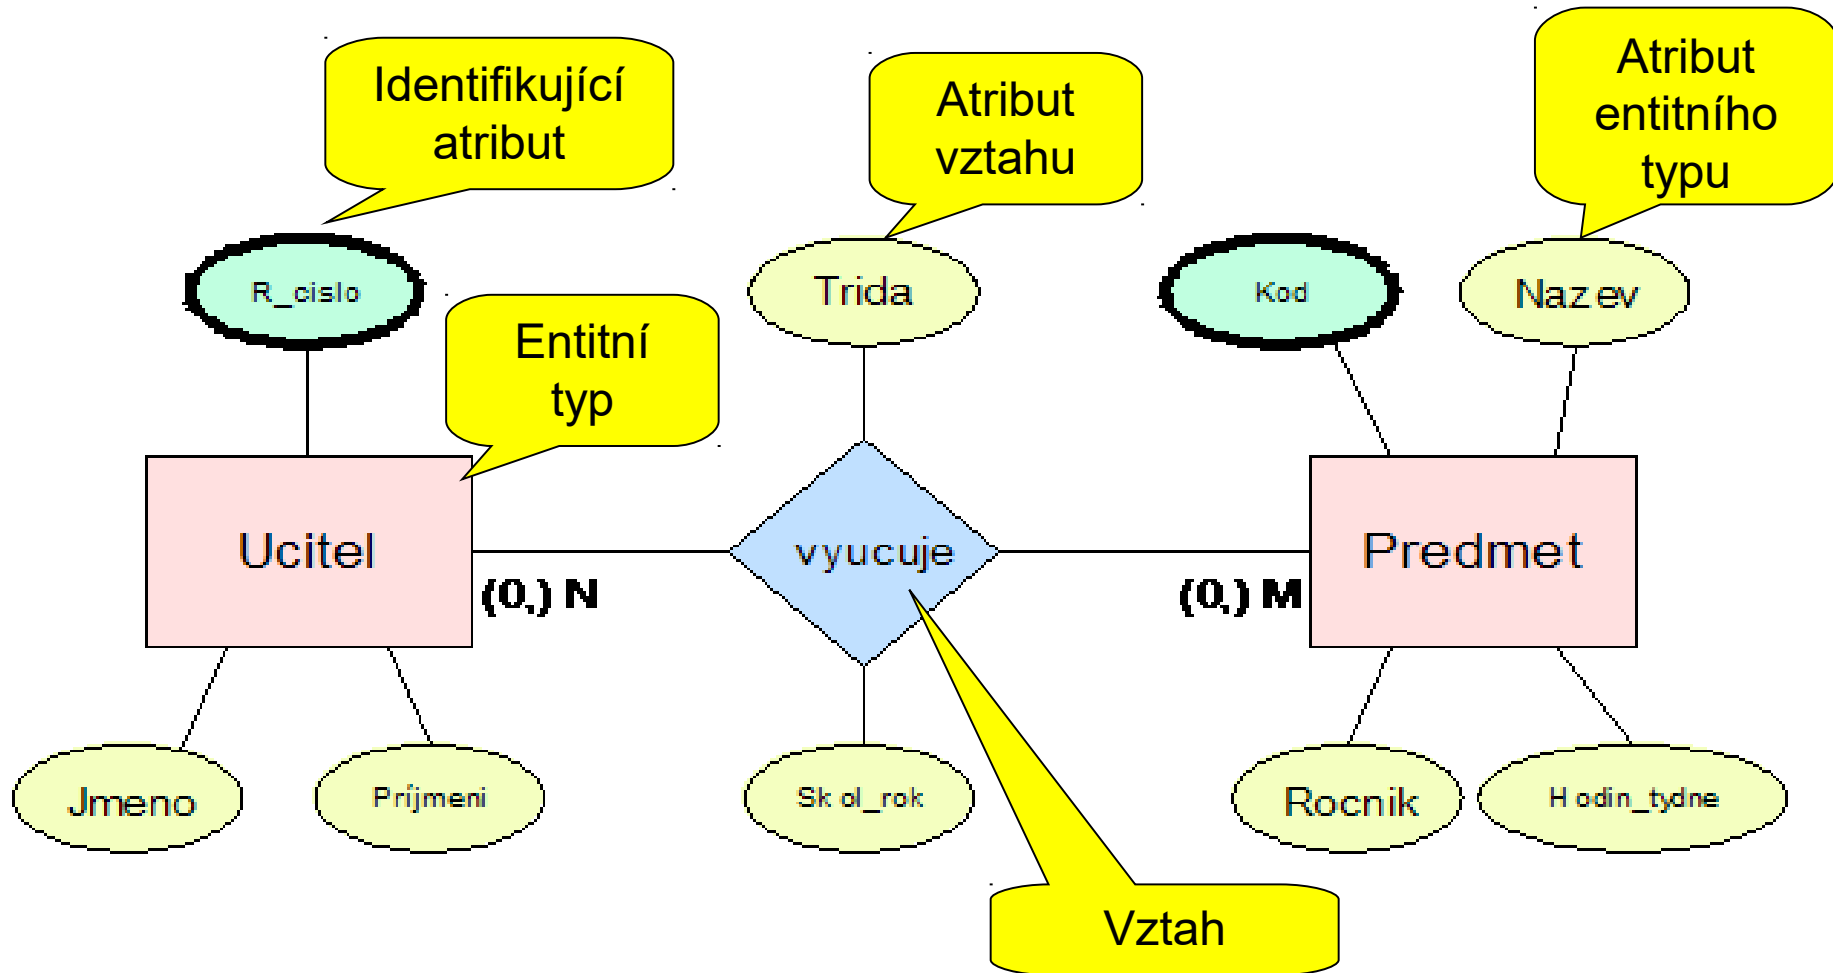 Identifikující
atribut
Atribut
vztahu
Atribut
entitního
typu
R_cislo
Trida
Kod
Nazev
Entitní
typ
Ucitel
vyucuje
Predmet
(0,) N
(0,) M
Jmeno
Príjmeni
Skol_rok
Rocnik
Hodin_tydne
Vztah